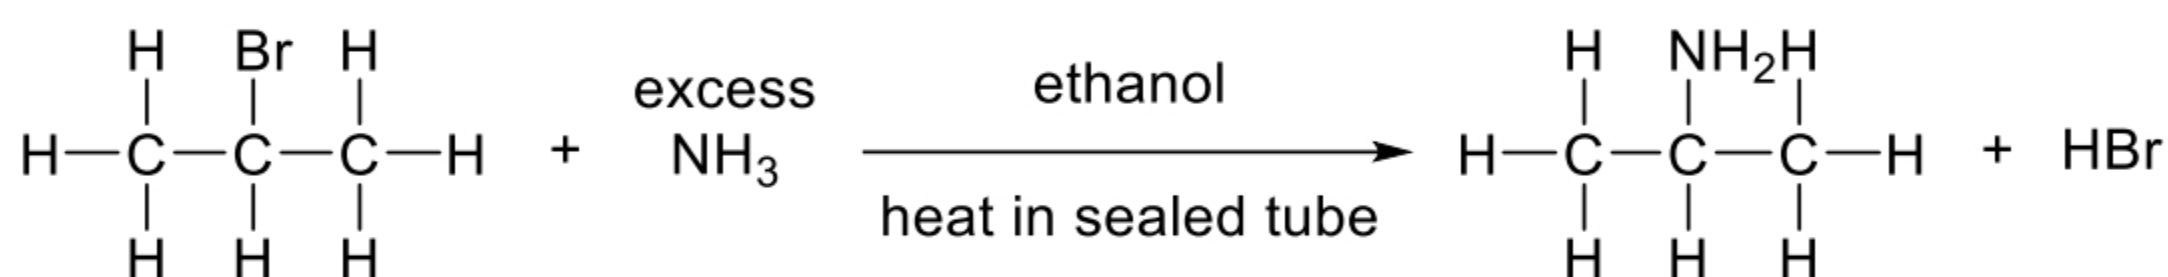 H Br H excess ethanol H NH₂H
H—C—C—C—H + NH₃ H—C—C—C—H + HBr
heat in sealed tube
H H H H H H